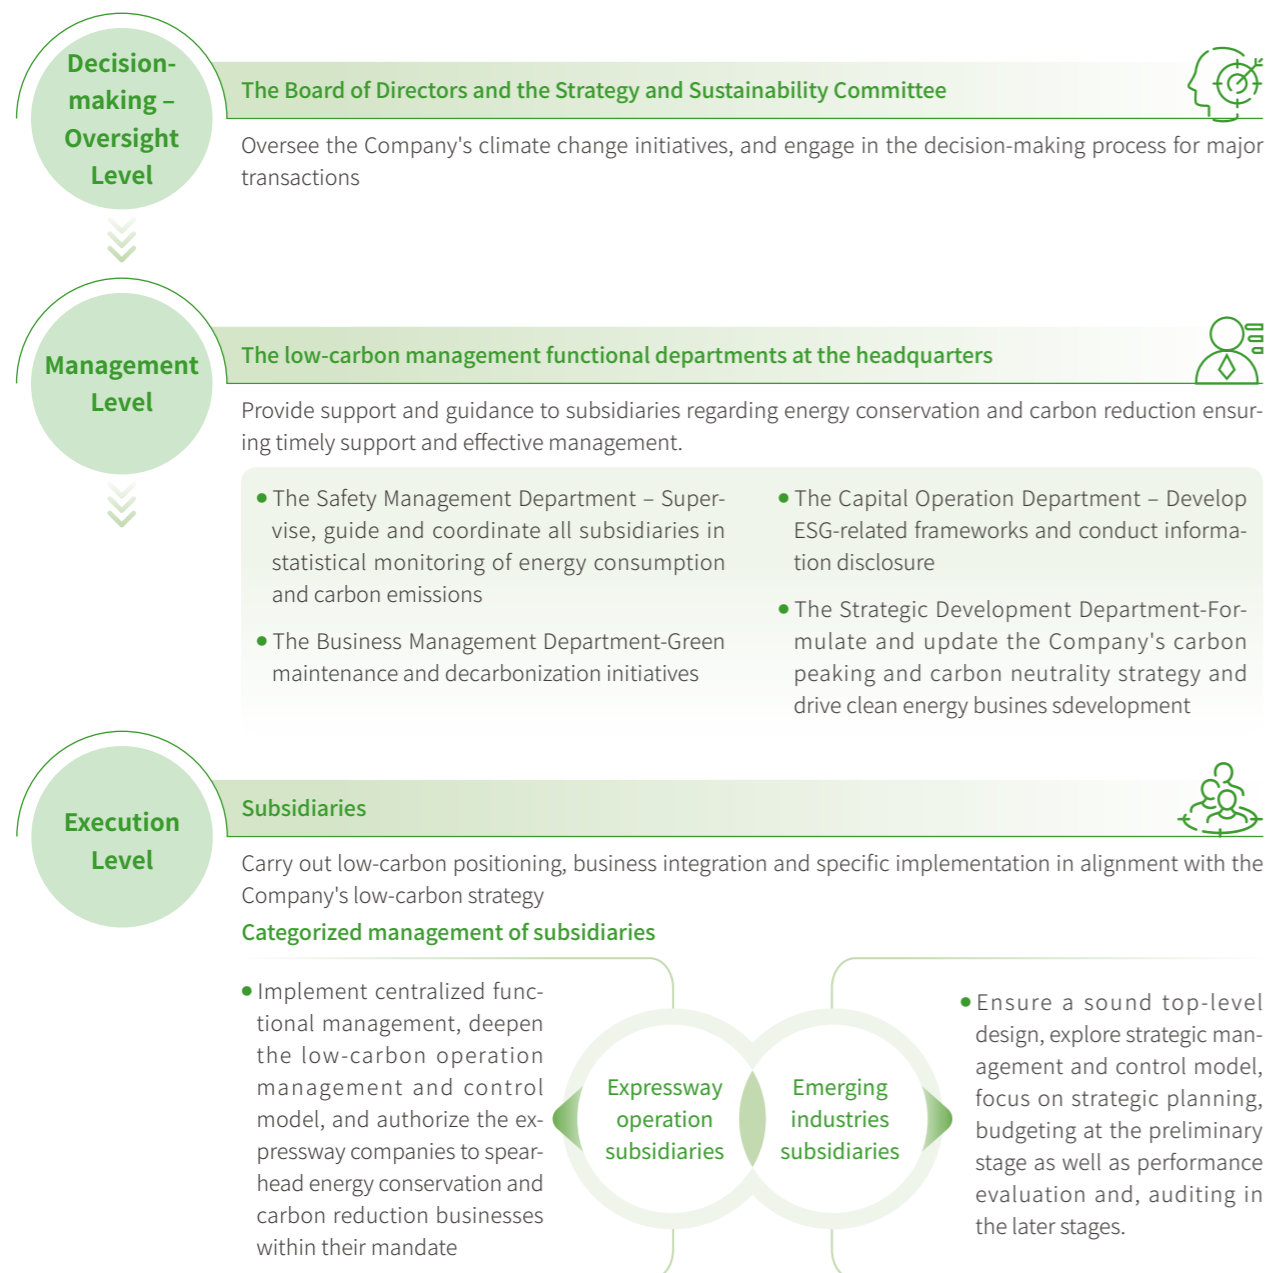 Decision-
making –
Oversight
Level
The Board of Directors and the Strategy and Sustainability Committee
Oversee the Company's climate change initiatives, and engage in the decision-making process for major
transactions
Management
Level
The low-carbon management functional departments at the headquarters
Provide support and guidance to subsidiaries regarding energy conservation and carbon reduction ensur-
ing timely support and effective management.
• The Safety Management Department – Super-
vise, guide and coordinate all subsidiaries in
statistical monitoring of energy consumption
and carbon emissions
• The Business Management Department-Green
maintenance and decarbonization initiatives
• The Capital Operation Department – Develop
ESG-related frameworks and conduct informa-
tion disclosure
• The Strategic Development Department-For-
mulate and update the Company's carbon
peaking and carbon neutrality strategy and
drive clean energy busines sdevelopment
Execution
Level
Subsidiaries
Carry out low-carbon positioning, business integration and specific implementation in alignment with the
Company's low-carbon strategy
Categorized management of subsidiaries
• Implement centralized func-
tional management, deepen
the low-carbon operation
management and control
model, and authorize the ex-
pressway companies to spear-
head energy conservation and
carbon reduction businesses
within their mandate
Expressway
operation
subsidiaries
Emerging
industries
subsidiaries
• Ensure a sound top-level
design, explore strategic man-
agement and control model,
focus on strategic planning,
budgeting at the preliminary
stage as well as performance
evaluation and, auditing in
the later stages.